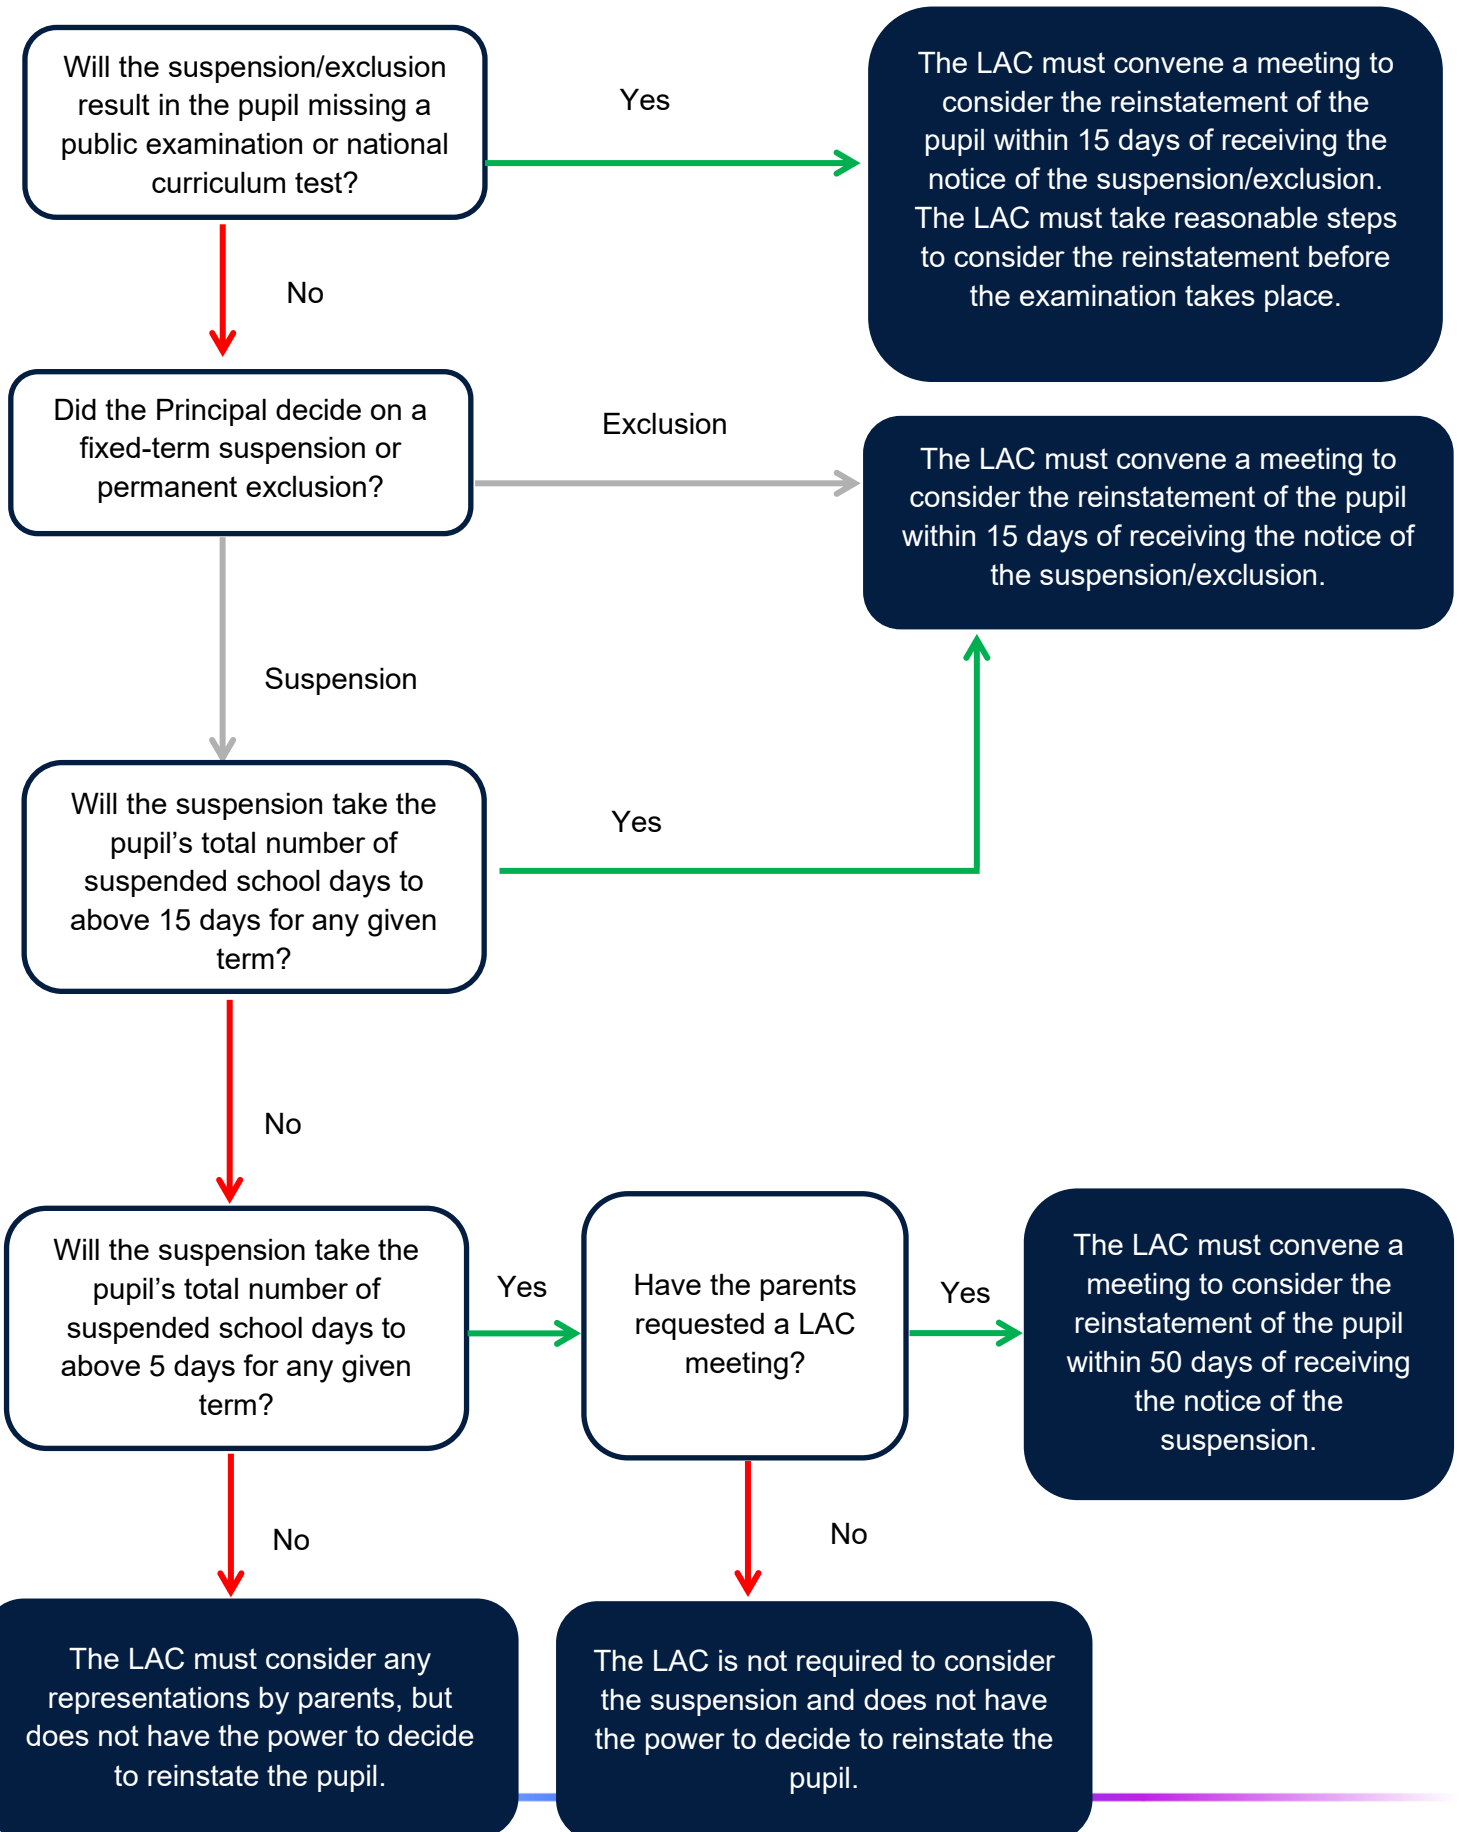 Will the suspension/exclusion
result in the pupil missing a
public examination or national
curriculum test?
Yes
The LAC must convene a meeting to
consider the reinstatement of the
pupil within 15 days of receiving the
notice of the suspension/exclusion.
The LAC must take reasonable steps
to consider the reinstatement before
the examination takes place.
No
Did the Principal decide on a
fixed-term suspension or
permanent exclusion?
Exclusion
The LAC must convene a meeting to
consider the reinstatement of the pupil
within 15 days of receiving the notice of
the suspension/exclusion.
Suspension
Will the suspension take the
pupil’s total number of
suspended school days to
above 15 days for any given
term?
Yes
No
Will the suspension take the
pupil’s total number of
suspended school days to
above 5 days for any given
term?
Yes
Have the parents
requested a LAC
meeting?
Yes
The LAC must convene a
meeting to consider the
reinstatement of the pupil
within 50 days of receiving
the notice of the
suspension.
No
No
The LAC must consider any
representations by parents, but
does not have the power to decide
to reinstate the pupil.
The LAC is not required to consider
the suspension and does not have
the power to decide to reinstate the
pupil.